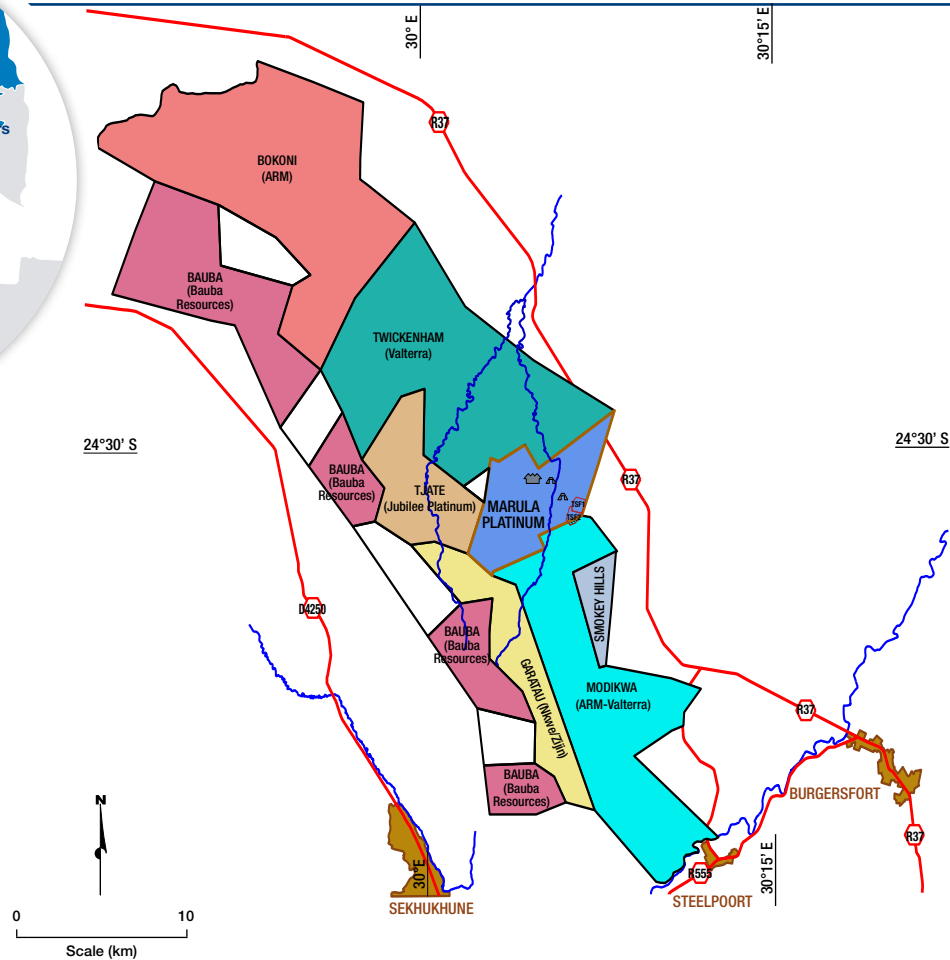 30° E
30°15' E
's
R37
BOKONI
(ARM)
BAUBA
(Bauba
Resources)
TWICKENHAM
(Valterra)
24°30' S
24°30' S
BAUBA
(Bauba
Resources)
TJATE
(Jubilee Platinum)
MARULA
PLATINUM
TSF1
TSF2
R37
SMOKEY HILLS
D4250
BAUBA
(Bauba
Resources)
GARATAU (Nkwe/Zijin)
MODIKWA
(ARM-Valterra)
R37
BAUBA
(Bauba
Resources)
BURGERSFORT
N
R37
30°E
30°15' E
R555
STEELPOORT
SEKHUKHUNE
0 10
Scale (km)